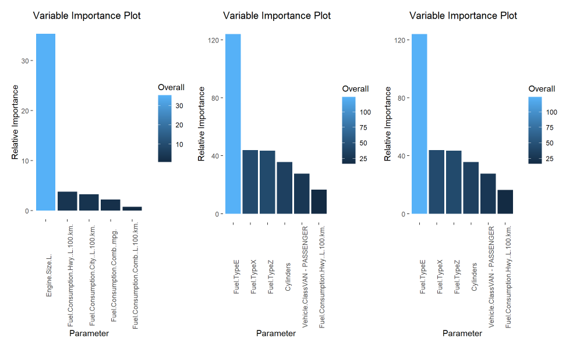 Variable Importance Plot
Relative Importance
30
20
10
0
Engine.Size.L.
Fuel.Consumption.Hwy..L.100.km.
Fuel.Consumption.City..L.100.km.
Fuel.Consumption.Comb..mpg.
Fuel.Consumption.Comb..L.100.km.
Parameter
Overall
30
20
10
Variable Importance Plot
Relative Importance
120
80
40
0
Fuel.TypeE
Fuel.TypeX
Fuel.TypeZ
Cylinders
Vehicle.ClassVAN - PASSENGER
Fuel.Consumption.Hwy..L.100.km.
Parameter
Overall
100
75
50
25
Variable Importance Plot
Relative Importance
120
80
40
0
Fuel.TypeE
Fuel.TypeX
Fuel.TypeZ
Cylinders
Vehicle.ClassVAN - PASSENGER
Fuel.Consumption.Hwy..L.100.km.
Parameter
Overall
100
75
50
25